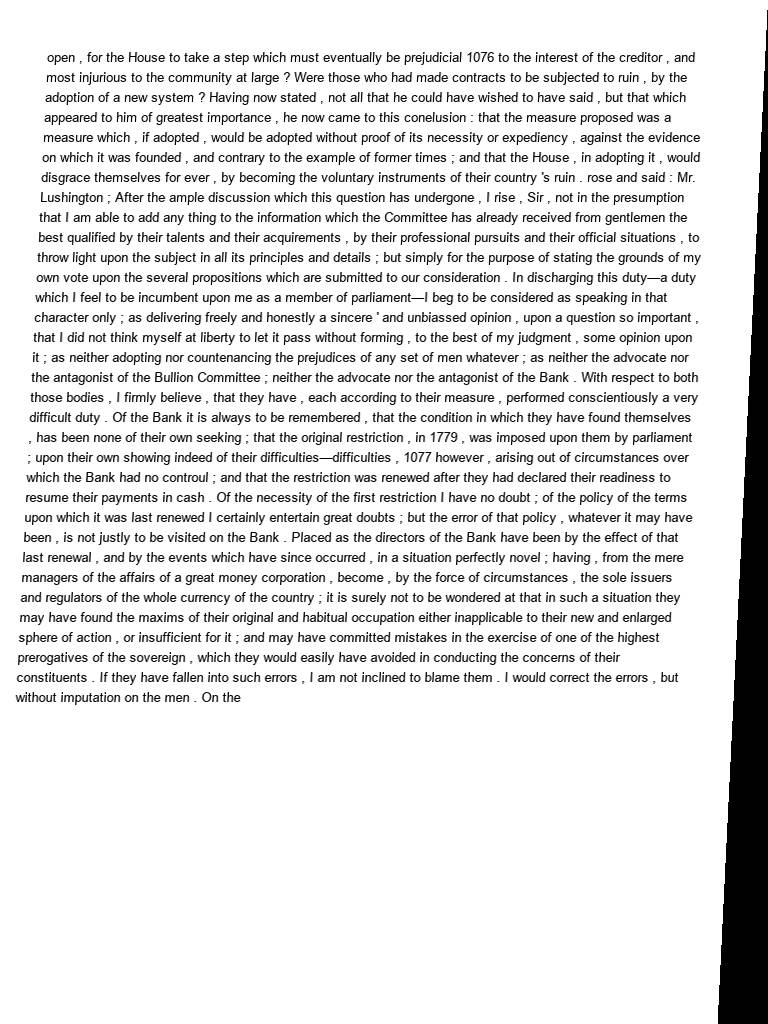 open , for the House to take a step which must eventually be prejudicial 1076 to the interest of the creditor , and
most injurious to the community at large ? Were those who had made contracts to be subjected to ruin , by the
adoption of a new system ? Having now stated , not all that he could have wished to have said , but that which
appeared to him of greatest importance , he now came to this conelusion : that the measure proposed was a
measure which , if adopted , would be adopted without proof of its necessity or expediency , against the evidence
on which it was founded , and contrary to the example of former times ; and that the House , in adopting it , would
disgrace themselves for ever , by becoming the voluntary instruments of their country 's ruin . rose and said : Mr.
Lushington ; After the ample discussion which this question has undergone , I rise , Sir , not in the presumption
that I am able to add any thing to the information which the Committee has already received from gentlemen the
best qualified by their talents and their acquirements , by their professional pursuits and their official situations , to
throw light upon the subject in all its principles and details ; but simply for the purpose of stating the grounds of my
own vote upon the several propositions which are submitted to our consideration . In discharging this duty—a duty
which I feel to be incumbent upon me as a member of parliament—I beg to be considered as speaking in that
character only ; as delivering freely and honestly a sincere ' and unbiassed opinion , upon a question so important ,
that I did not think myself at liberty to let it pass without forming , to the best of my judgment , some opinion upon
it ; as neither adopting nor countenancing the prejudices of any set of men whatever ; as neither the advocate nor
the antagonist of the Bullion Committee ; neither the advocate nor the antagonist of the Bank . With respect to both
those bodies , I firmly believe , that they have , each according to their measure , performed conscientiously a very
difficult duty . Of the Bank it is always to be remembered , that the condition in which they have found themselves
, has been none of their own seeking ; that the original restriction , in 1779 , was imposed upon them by parliament
; upon their own showing indeed of their difficulties—difficulties , 1077 however , arising out of circumstances over
which the Bank had no controul ; and that the restriction was renewed after they had declared their readiness to
resume their payments in cash . Of the necessity of the first restriction I have no doubt ; of the policy of the terms
upon which it was last renewed I certainly entertain great doubts ; but the error of that policy , whatever it may have
been , is not justly to be visited on the Bank . Placed as the directors of the Bank have been by the effect of that
last renewal , and by the events which have since occurred , in a situation perfectly novel ; having , from the mere
managers of the affairs of a great money corporation , become , by the force of circumstances , the sole issuers
and regulators of the whole currency of the country ; it is surely not to be wondered at that in such a situation they
may have found the maxims of their original and habitual occupation either inapplicable to their new and enlarged
sphere of action , or insufficient for it ; and may have committed mistakes in the exercise of one of the highest
prerogatives of the sovereign , which they would easily have avoided in conducting the concerns of their
constituents . If they have fallen into such errors , I am not inclined to blame them . I would correct the errors , but
without imputation on the men . On the